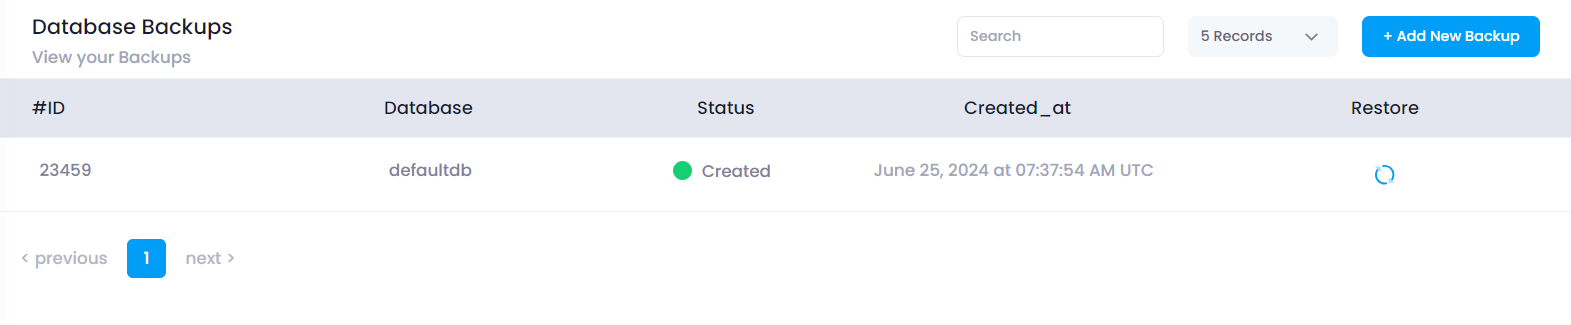 Database Backups
View your Backups
Search
5 Records
+ Add New Backup
#ID Database Status Created_at Restore
23459 defaultdb Created June 25, 2024 at 07:37:54 AM UTC
< previous 1 next >